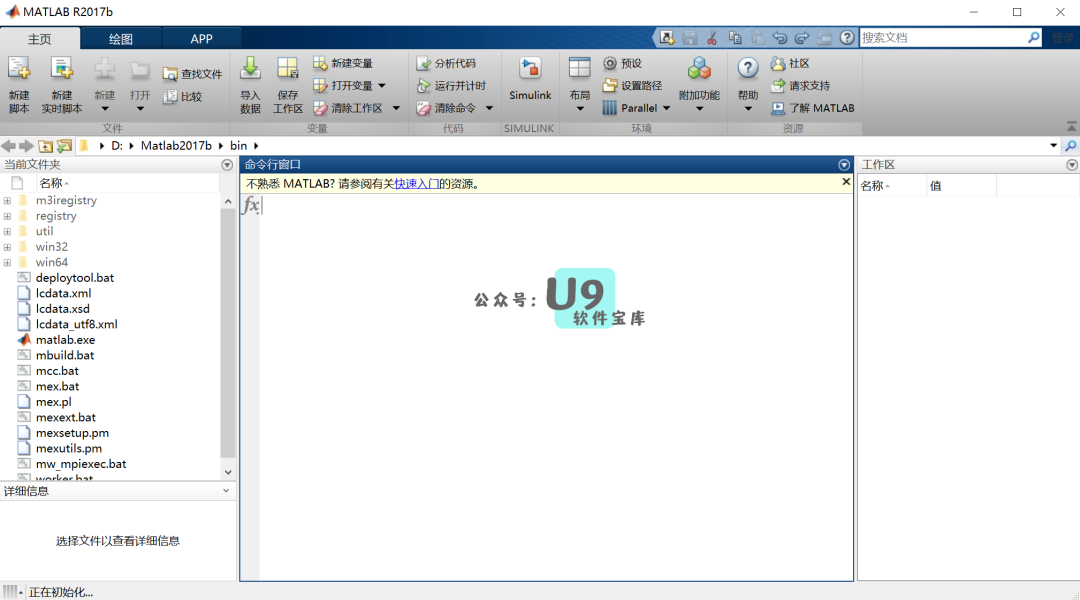 MATLAB R2017b
主页
绘图
APP
搜索文档
登录
新建
脚本
新建
实时脚本
新建
打开
查找文件
比较
文件
导入
数据
保存
工作区
新建变量
打开变量
清除工作区
变量
分析代码
运行并计时
清除命令
代码
Simulink
SIMULINK
布局
预设
设置路径
Parallel
附加功能
环境
帮助
社区
请求支持
了解 MATLAB
资源
D: Matlab2017b bin
当前文件夹
名称
m3iregistry
registry
util
win32
win64
deploytool.bat
lcdata.xml
lcdata.xsd
lcdata_utf8.xml
matlab.exe
mbuild.bat
mcc.bat
mex.bat
mex.pl
mexext.bat
mexsetup.pm
mexutils.pm
mw_mpiexec.bat
worker.bat
详细信息
选择文件以查看详细信息
命令行窗口
不熟悉 MATLAB? 请参阅有关快速入门的资源。
fx
公众号: U9
软件宝库
工作区
名称
值
正在初始化...